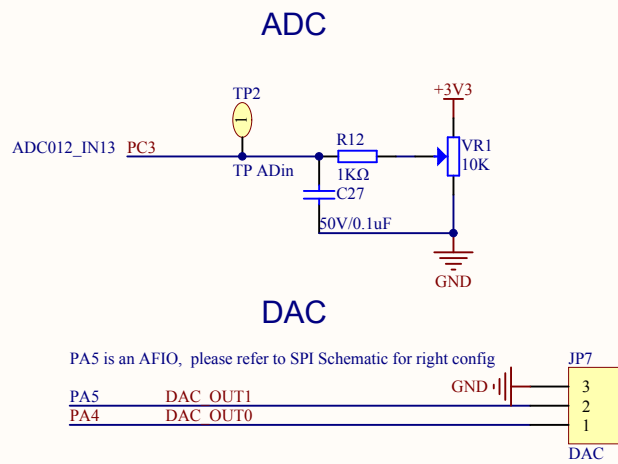 ADC
TP2
1
+3V3
ADC012_IN13 PC3
R12
VR1
TP ADin
1KΩ
10K
C27
50V/0.1uF
GND
DAC
PA5 is an AFIO, please refer to SPI Schematic for right config
JP7
GND
3
PA5 DAC_OUT1
2
PA4 DAC_OUT0
1
DAC